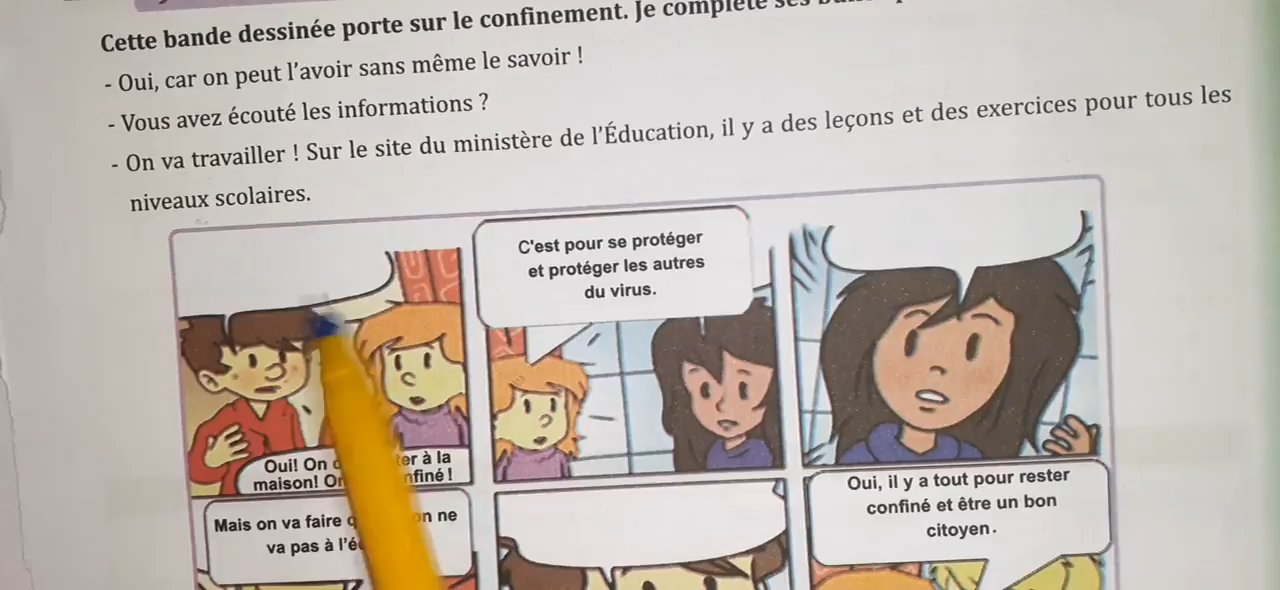 Cette bande dessinée porte sur le confinement. Je complète ses
- Oui, car on peut l'avoir sans même le savoir !
- Vous avez écouté les informations ?
- On va travailler ! Sur le site du ministère de l'Éducation, il y a des leçons et des exercices pour tous les
niveaux scolaires.
C'est pour se protéger
et protéger les autres
du virus.
Oui! On à la
maison!
Mais on va faire on ne
va pas à
Oui, il y a tout pour rester
confiné et être un bon
citoyen.